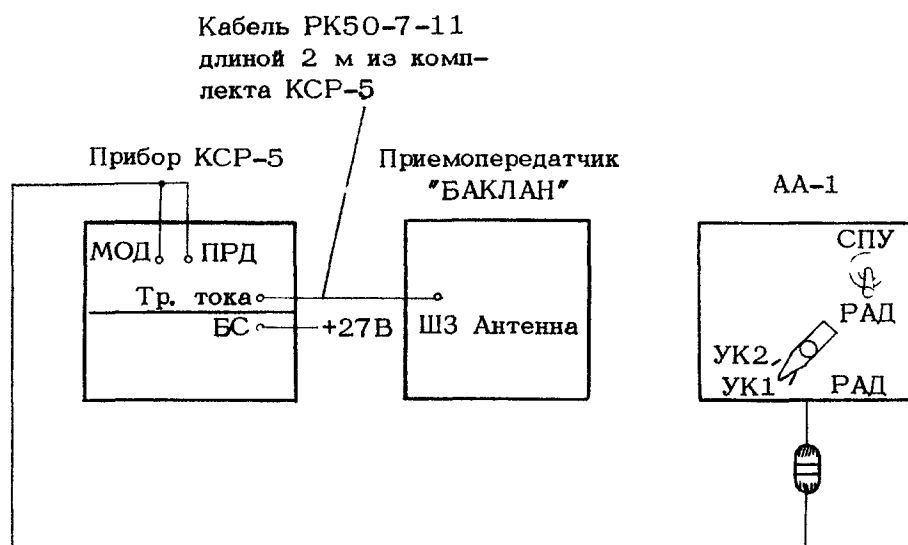 Кабель РК50-7-11
длиной 2 м из комп-
лекта КСР-5
Прибор КСР-5
Приемопередатчик
"БАКЛАН"
АА-1
МОД
ПРД
Тр. тока
БС
+27В
Ш3 Антенна
СПУ
РАД
УК2
УК1
РАД